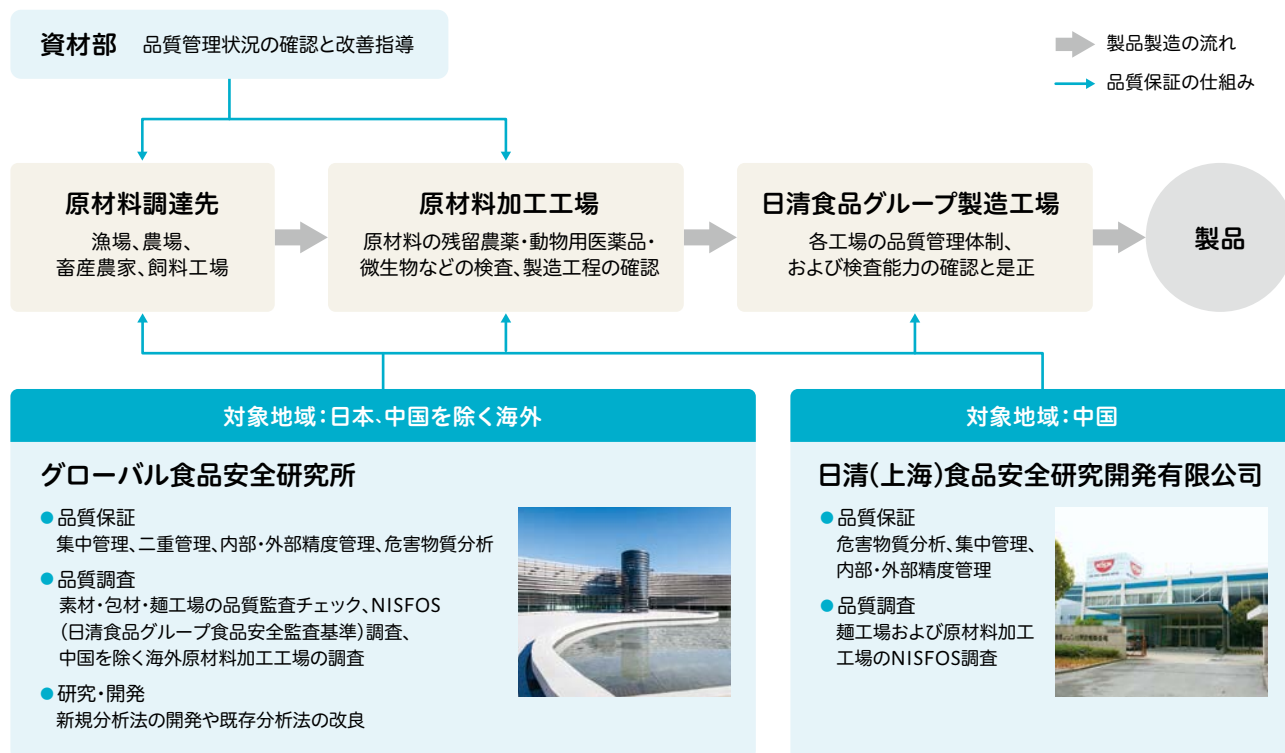 資材部 品質管理状況の確認と改善指導
製品製造の流れ
品質保証の仕組み
原材料調達先
漁場、農場、
畜産農家、飼料工場
原材料加工工場
原材料の残留農薬・動物用医薬品・
微生物などの検査、製造工程の確認
日清食品グループ製造工場
各工場の品質管理体制、
および検査能力の確認と是正
製品
対象地域：日本、中国を除く海外
グローバル食品安全研究所
●品質保証
集中管理、二重管理、内部・外部精度管理、危害物質分析
●品質調査
素材・包材・麺工場の品質監査チェック、NISFOS
（日清食品グループ食品安全監査基準）調査、
中国を除く海外原材料加工工場の調査
●研究・開発
新規分析法の開発や既存分析法の改良
対象地域：中国
日清(上海)食品安全研究開発有限公司
●品質保証
危害物質分析、集中管理、
内部・外部精度管理
●品質調査
麺工場および原材料加工
工場のNISFOS調査
NISSIN